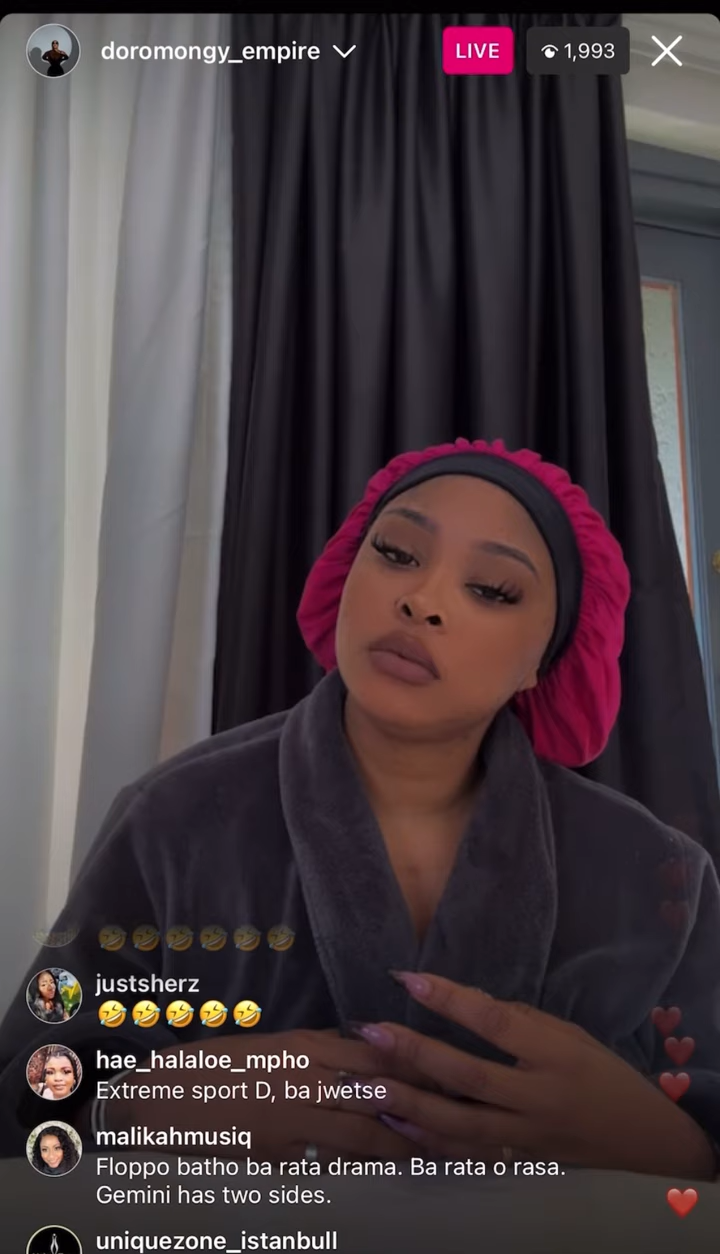 doromongy_empire
LIVE
1,993
🤣🤣🤣🤣🤣🤣
justsherz
🤣🤣🤣🤣🤣
hae_halaloe_mpho
Extreme sport D, ba jwetse
malikahmusiq
Floppo batho ba rata drama. Ba rata o rasa.
Gemini has two sides.
uniquezone_istanbull